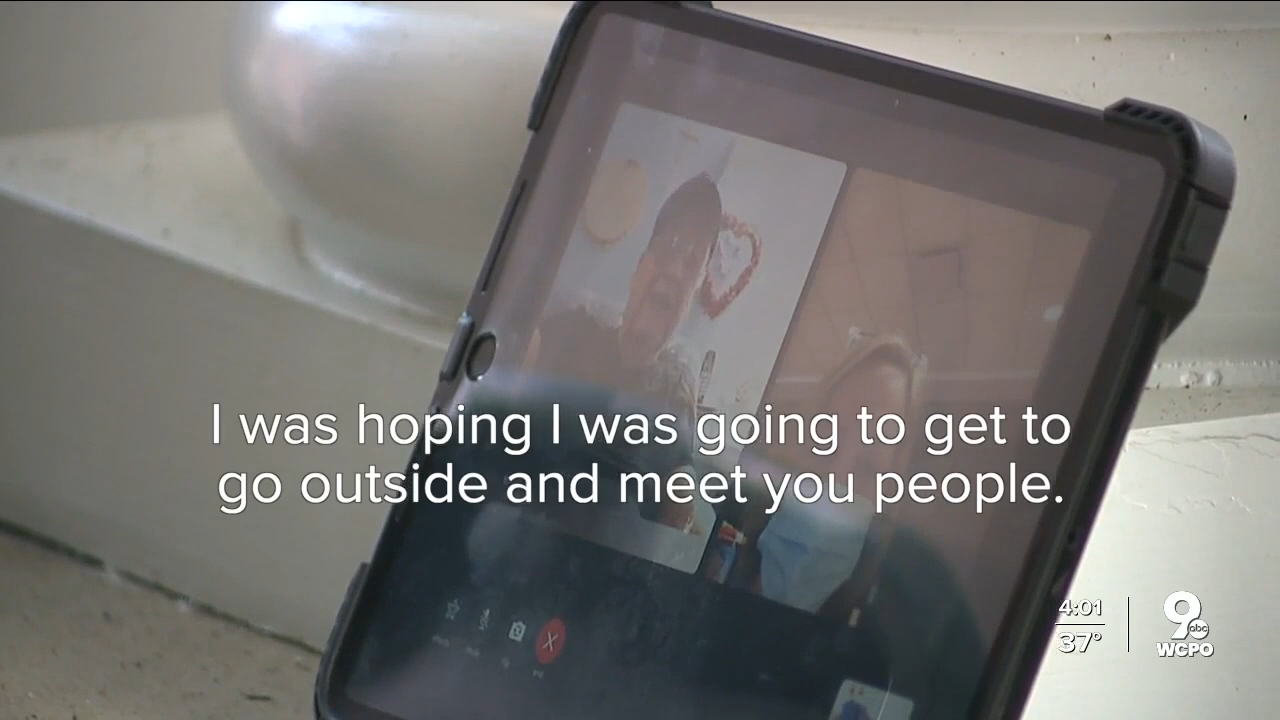 I was hoping I was going to get to
go outside and meet you people.
4:01
37°
9
abc
WCPO